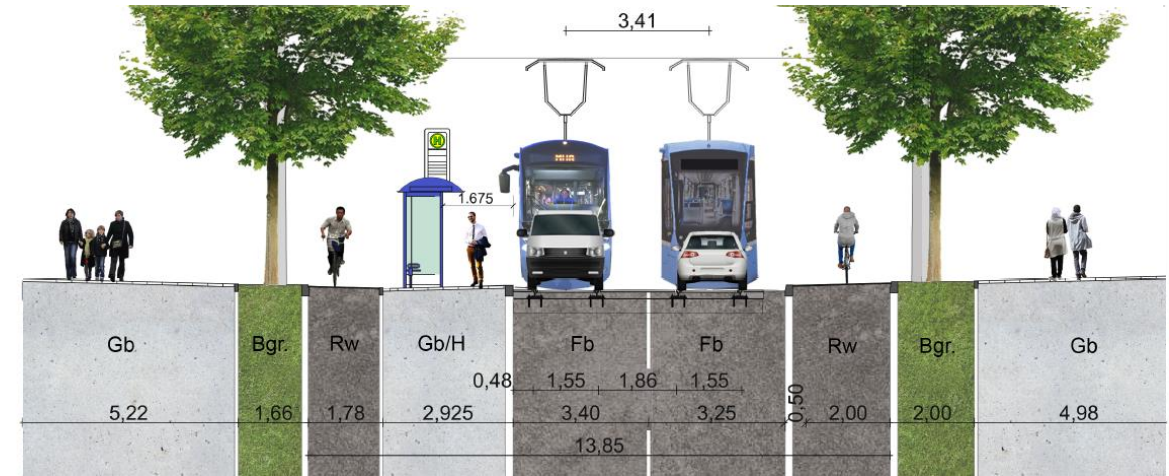 3,41
H
1.675
Gb Bgr. Rw Gb/H Fb Fb Rw Bgr. Gb
0,48 1,55 1,86 1,55
5,22 1,66 1,78 2,925 3,40 3,25 0,50 2,00 2,00 4,98
13,85